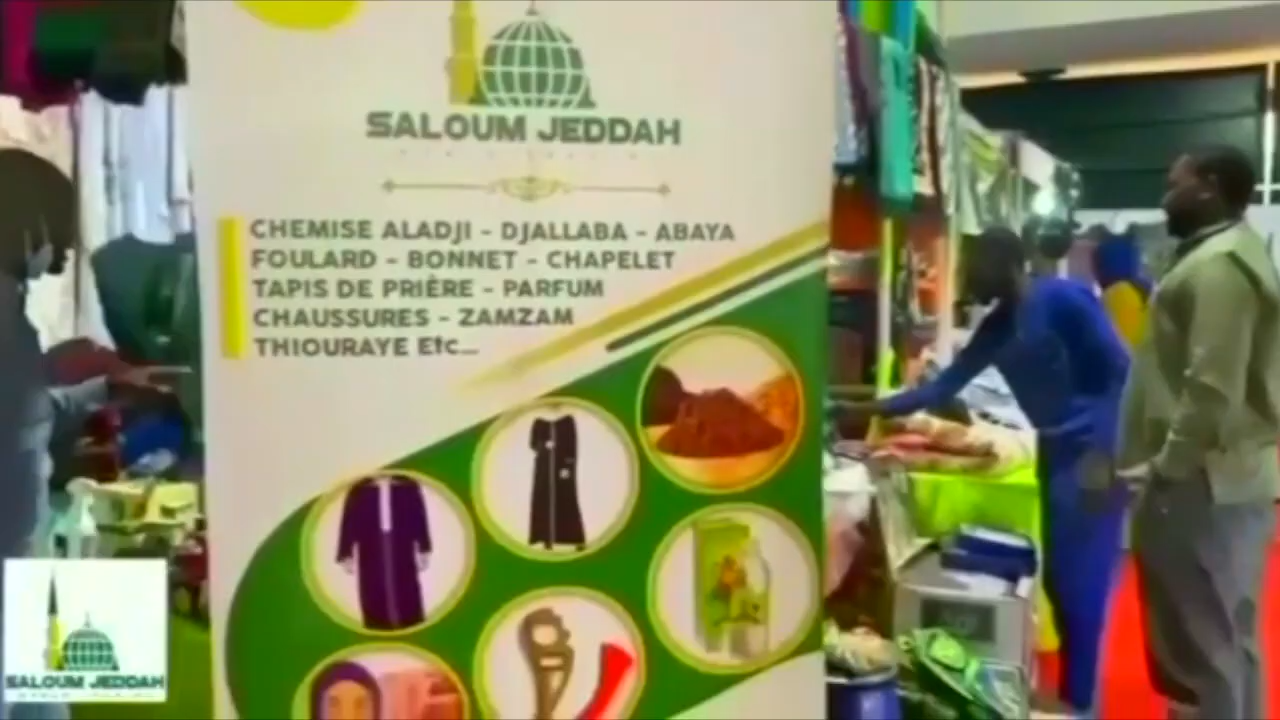 SALOUM JEDDAH
CHEMISE ALADJI - DJALLABA - ABAYA
FOULARD - BONNET - CHAPELET
TAPIS DE PRIÈRE - PARFUM
CHAUSSURES - ZAMZAM
THIOURAYE Etc...
SALOUM JEDDAH